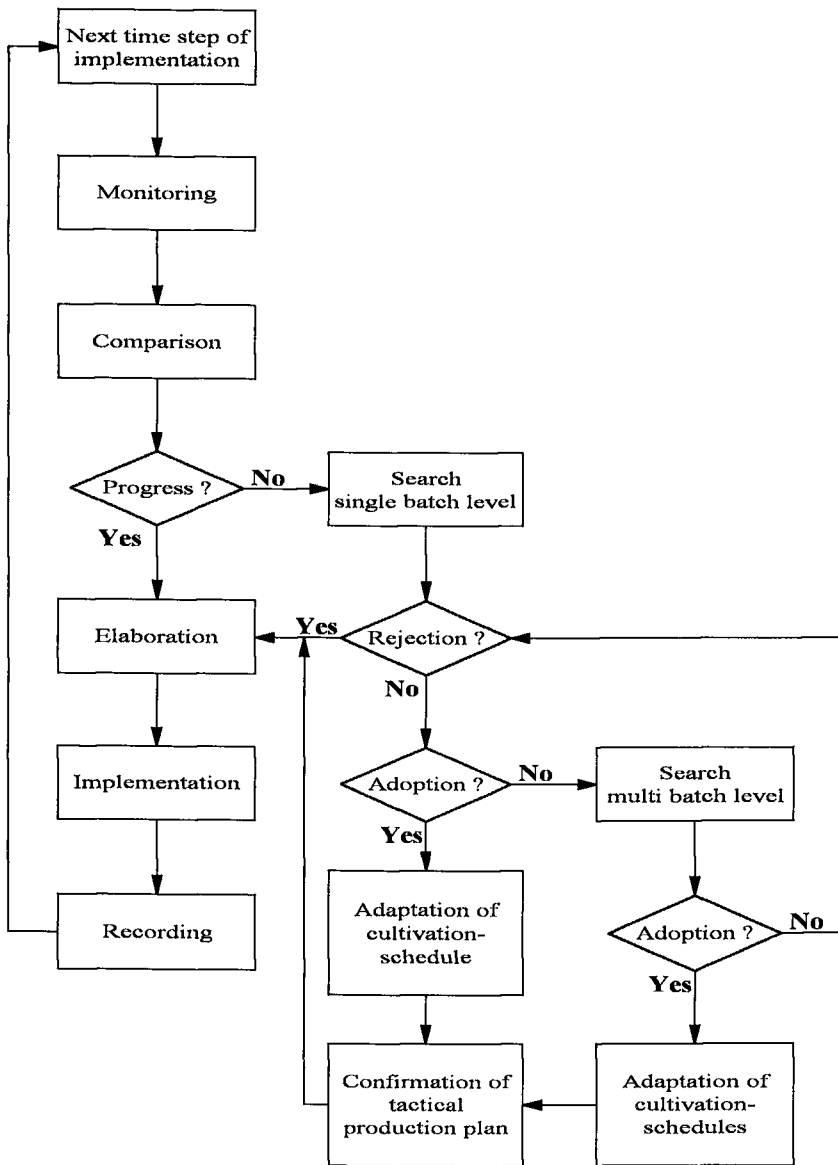 Next time step of
implementation
Monitoring
Comparison
Progress ?
No
Search
single batch level
Yes
Elaboration
Yes
Rejection ?
No
Implementation
Adoption ?
No
Search
multi batch level
Yes
Recording
Adaptation of
cultivation-
schedule
Adoption ?
No
Yes
Confirmation of
tactical
production plan
Adaptation of
cultivation-
schedules